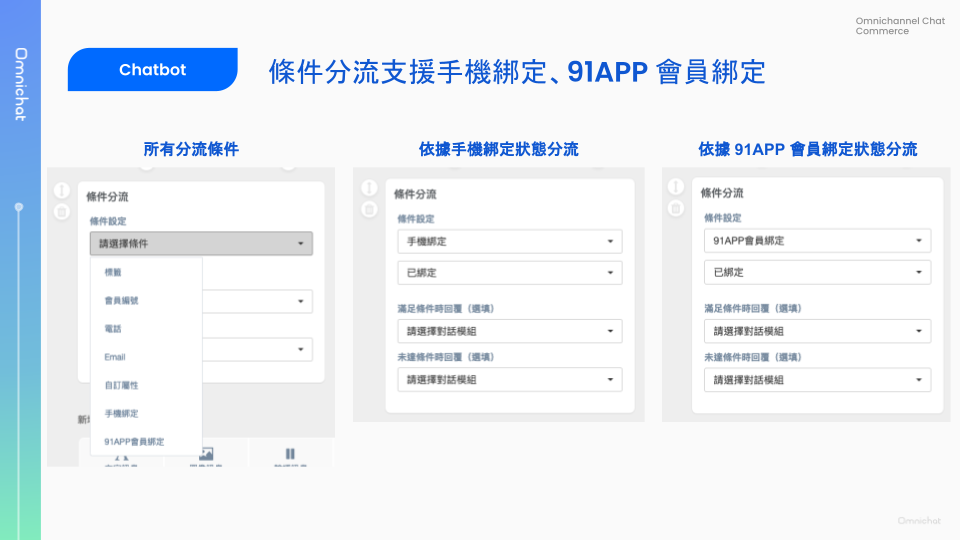 Omnichannel Chat
Commerce
Omnichat
Chatbot
條件分流支援手機綁定、91APP 會員綁定
所有分流條件
條件分流
條件設定
請選擇條件
標籤
會員編號
電話
Email
自訂屬性
手機綁定
91APP會員綁定
依據手機綁定狀態分流
條件分流
條件設定
手機綁定
已綁定
滿足條件時回覆（選填）
請選擇對話模組
未達條件時回覆（選填）
請選擇對話模組
依據 91APP 會員綁定狀態分流
條件分流
條件設定
91APP會員綁定
已綁定
滿足條件時回覆（選填）
請選擇對話模組
未達條件時回覆（選填）
請選擇對話模組
Omnichat